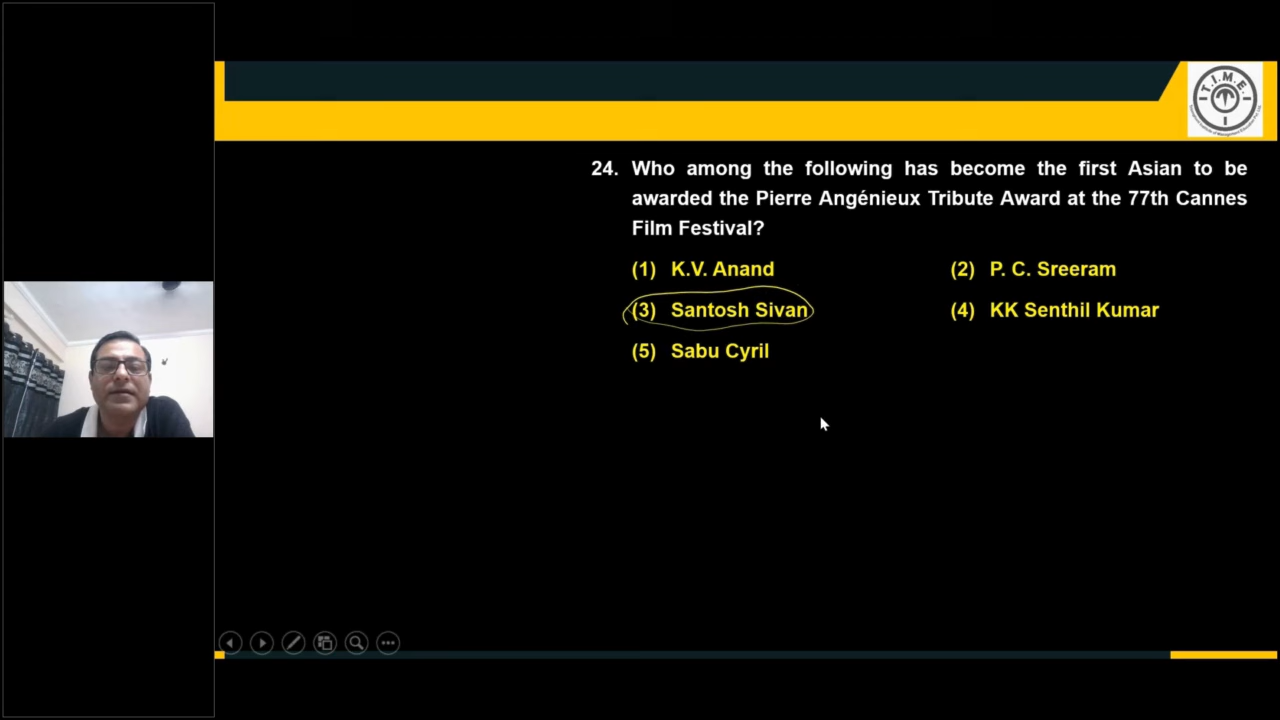 T.I.M.E.
24. Who among the following has become the first Asian to be
awarded the Pierre Angénieux Tribute Award at the 77th Cannes
Film Festival?
(1) K.V. Anand (2) P. C. Sreeram
(3) Santosh Sivan (4) KK Senthil Kumar
(5) Sabu Cyril